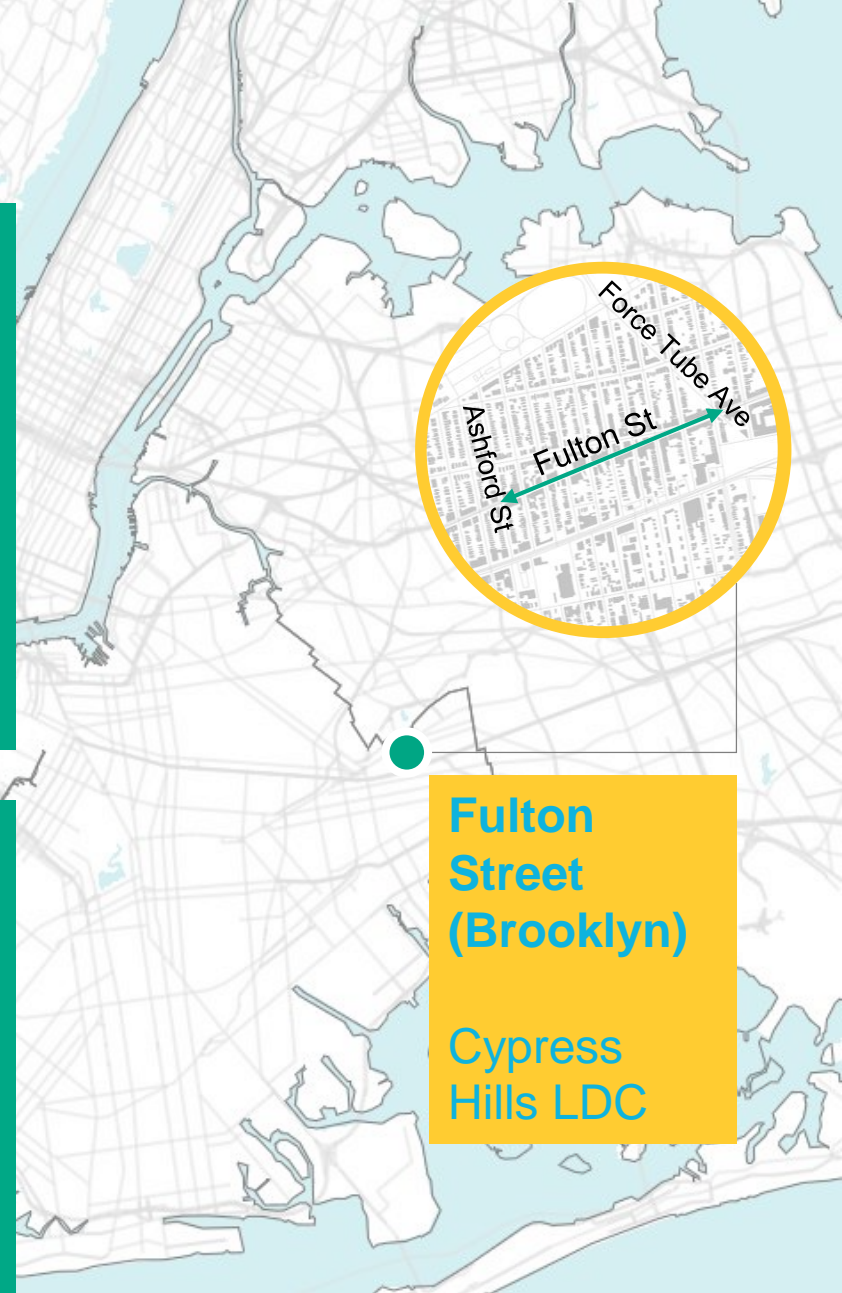 Force Tube Ave
Fulton St
Ashford St
Fulton
Street
(Brooklyn)
Cypress
Hills LDC